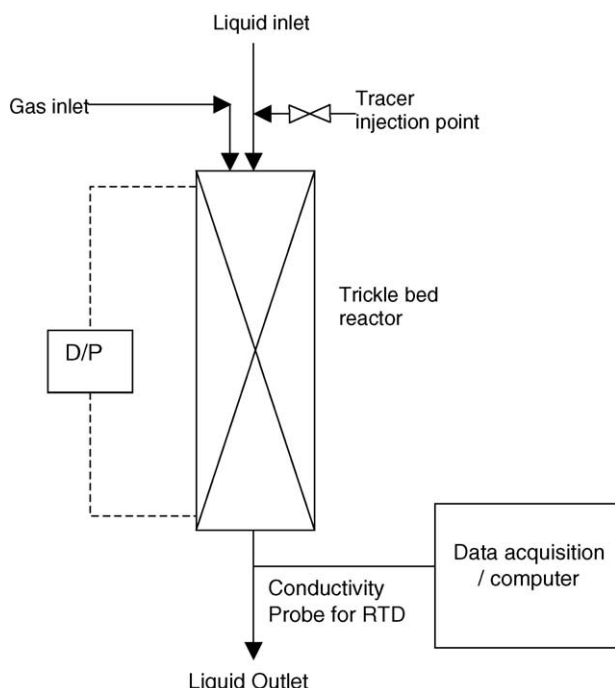 Liquid inlet
Gas inlet
Tracer
injection point
Trickle bed
reactor
D/P
Data acquisition
/ computer
Conductivity
Probe for RTD
Liquid Outlet